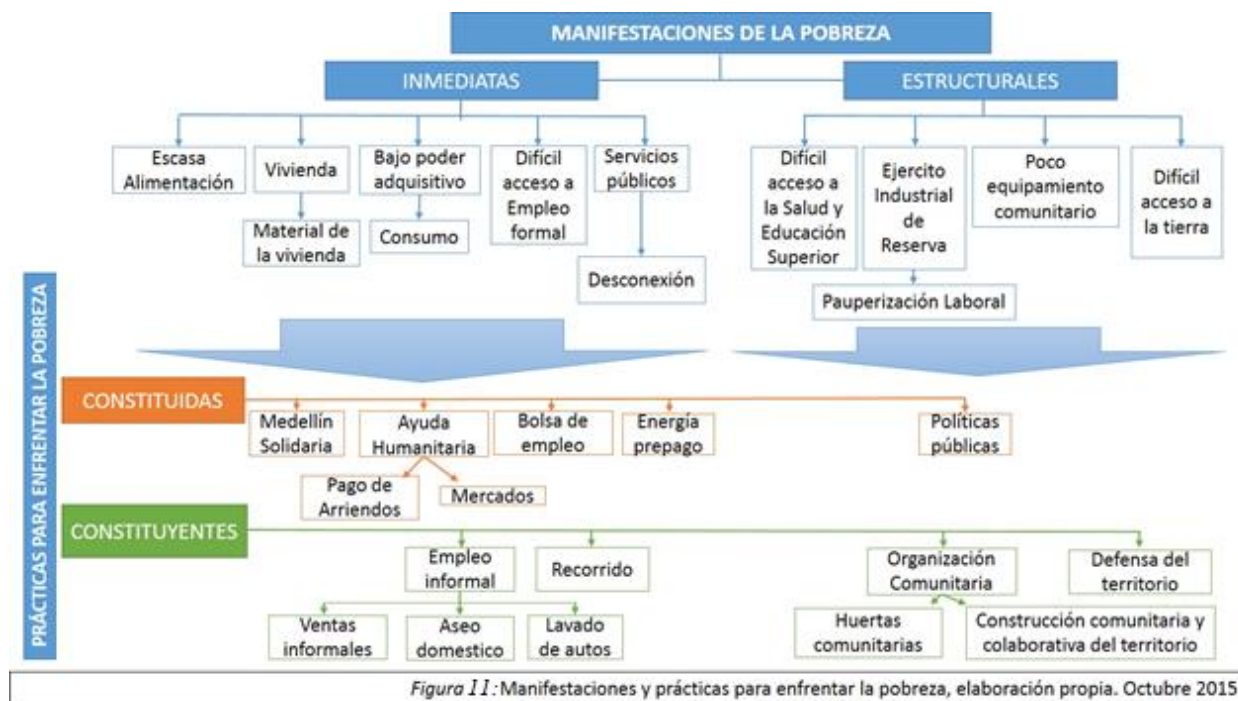 MANIFESTACIONES DE LA POBREZA
INMEDIATAS
ESTRUCTURALES
Escasa
Alimentación
Vivienda
Bajo poder
adquisitivo
Difícil
acceso a
Empleo
formal
Servicios
públicos
Difícil
acceso a
la Salud y
Educación
Superior
Ejercito
Industrial
de
Reserva
Poco
equipamiento
comunitario
Difícil
acceso a
la tierra
Material de
la vivienda
Consumo
Desconexión
Pauperización Laboral
PRÁCTICAS PARA ENFRENTAR LA POBREZA
CONSTITUIDAS
Medellín
Solidaria
Ayuda
Humanitaria
Bolsa de
empleo
Energía
prepago
Políticas
públicas
Pago de
Arriendos
Mercados
CONSTITUYENTES
Empleo
informal
Recorrido
Organización
Comunitaria
Defensa del
territorio
Ventas
informales
Aseo
domestico
Lavado
de autos
Huertas
comunitarias
Construcción comunitaria y
colaborativa del territorio
Figura 11: Manifestaciones y prácticas para enfrentar la pobreza, elaboración propia. Octubre 2015